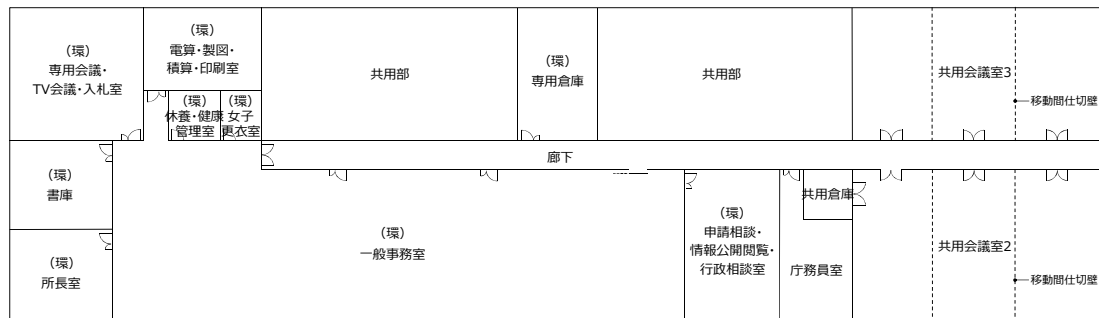 （環）
専用会議・
TV会議・入札室
（環）
電算・製図・
積算・印刷室
（環）
休養・健康
管理室
（環）
女子
更衣室
共用部
（環）
専用倉庫
共用部
共用会議室3
移動間仕切壁
廊下
（環）
書庫
（環）
所長室
（環）
一般事務室
（環）
申請相談・
情報公開閲覧・
行政相談室
共用倉庫
庁務員室
共用会議室2
移動間仕切壁